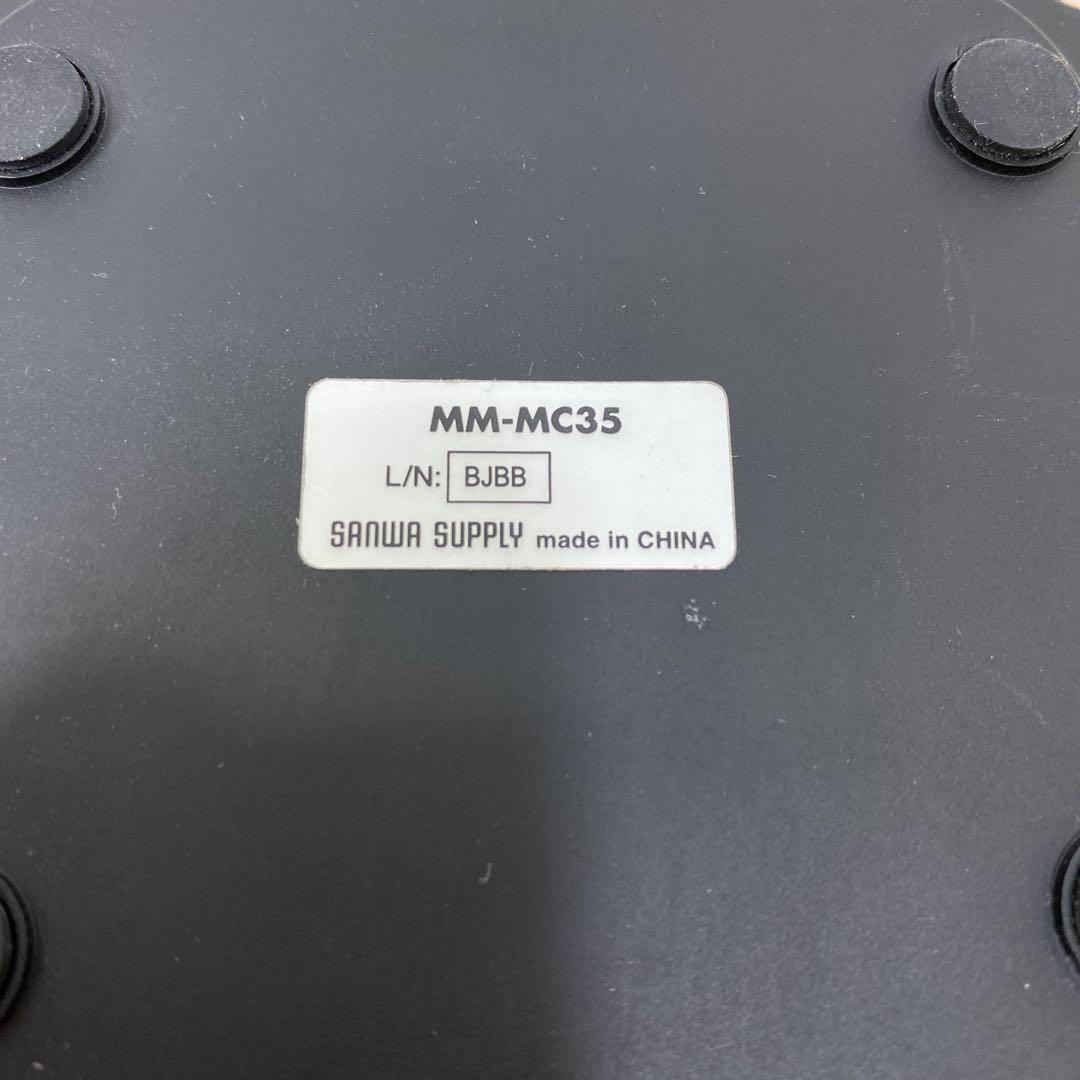 MM-MC35
L/N: BJBB
SANWA SUPPLY made in CHINA